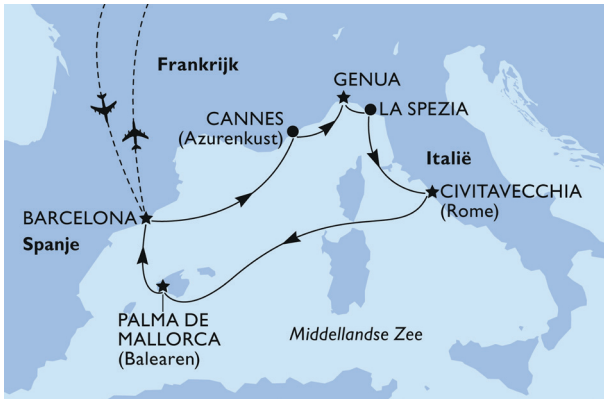 Frankrijk
GENUA
CANNES
(Azurenkust)
LA SPEZIA
Italië
CIVITAVECCHIA
(Rome)
BARCELONA
Spanje
PALMA DE
MALLORCA
(Balearen)
Middellandse Zee